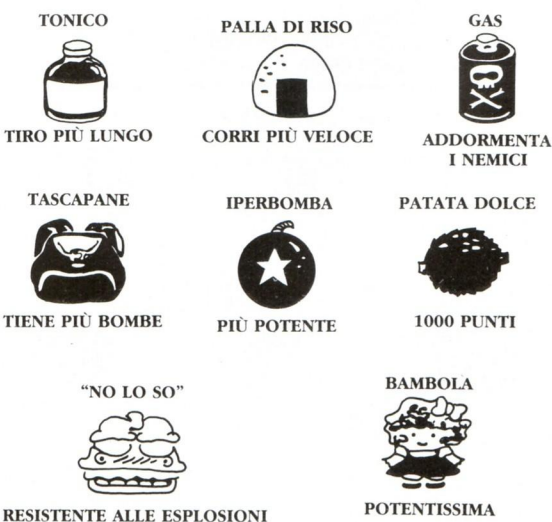 TONICO
TIRO PIÙ LUNGO
PALLA DI RISO
CORRI PIÙ VELOCE
GAS
ADDORMENTA
I NEMICI
TASCAPANE
TIENE PIÙ BOMBE
IPERBOMBA
PIÙ POTENTE
PATATA DOLCE
1000 PUNTI
"NO LO SO"
RESISTENTE ALLE ESPLOSIONI
BAMBOLA
POTENTISSIMA